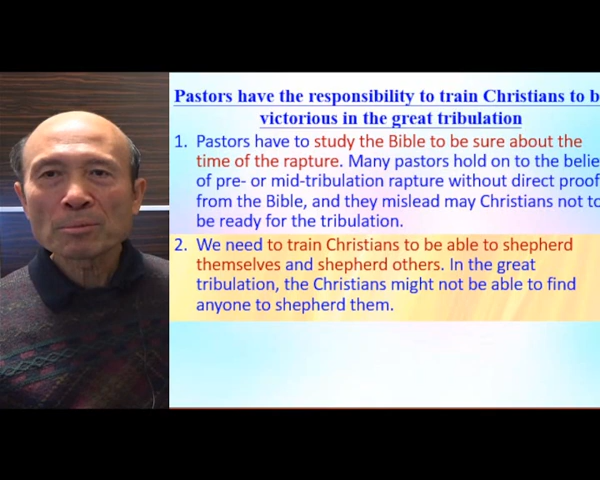 Pastors have the responsibility to train Christians to b
victorious in the great tribulation
1. Pastors have to study the Bible to be sure about the
time of the rapture. Many pastors hold on to the belie
of pre- or mid-tribulation rapture without direct proof
from the Bible, and they mislead may Christians not to
be ready for the tribulation.
2. We need to train Christians to be able to shepherd
themselves and shepherd others. In the great
tribulation, the Christians might not be able to find
anyone to shepherd them.